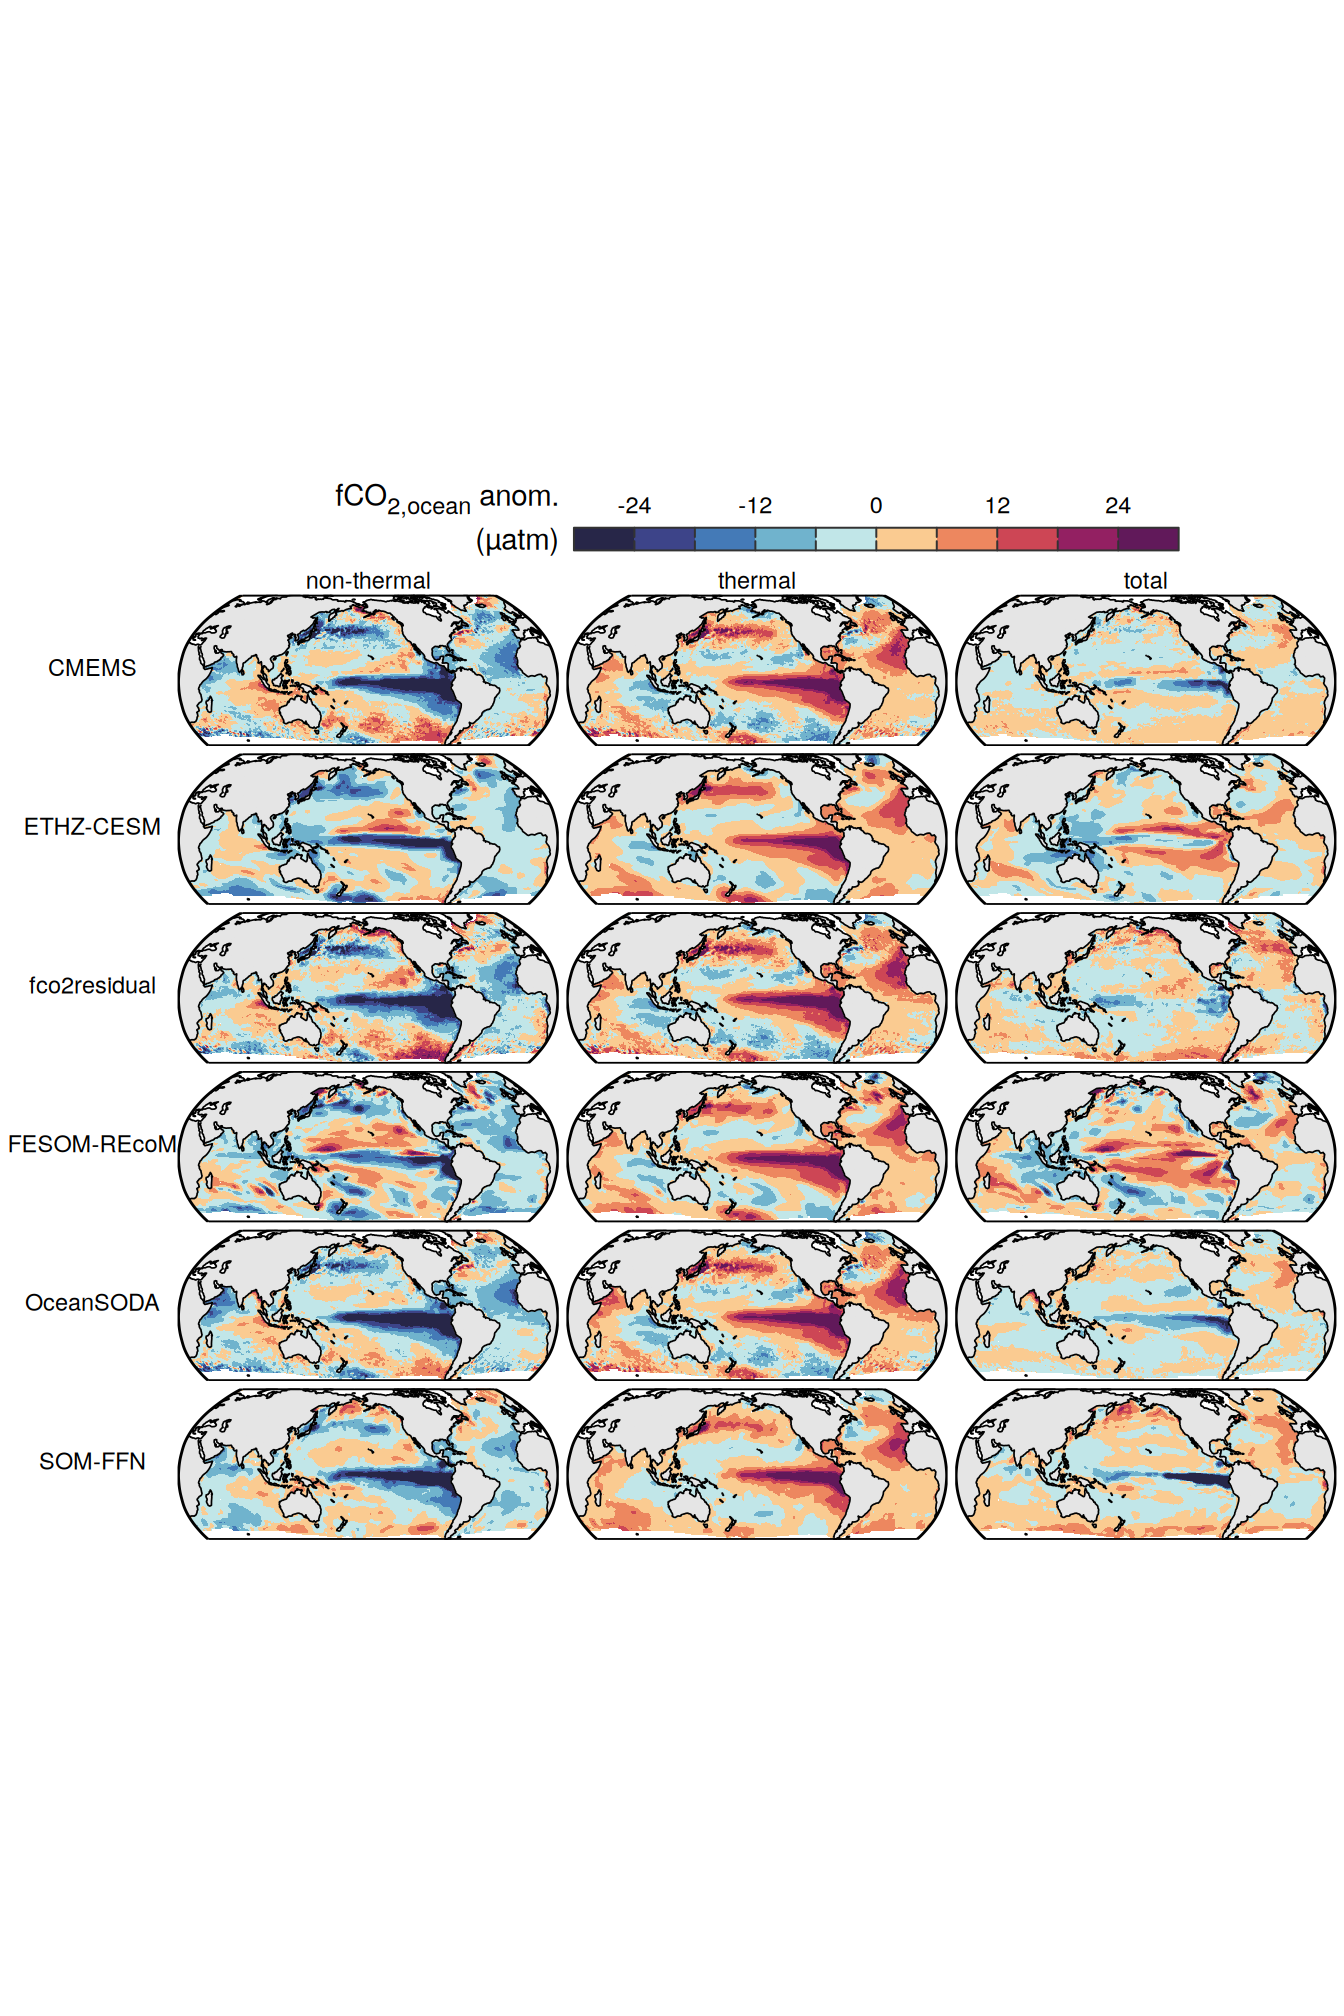 fCO2,ocean anom.
(µatm)
-24 -12 0 12 24
non-thermal thermal total
CMEMS
ETHZ-CESM
fco2residual
FESOM-REcoM
OceanSODA
SOM-FFN